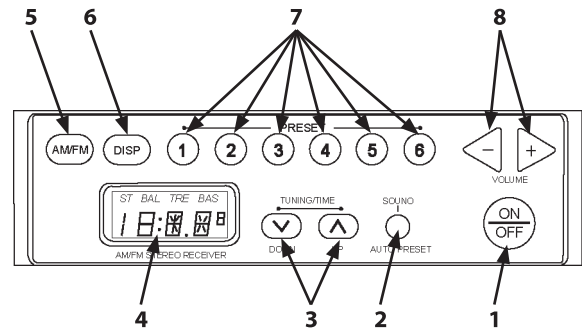 5 6 7 8
PRESET
AM/FM DISP 1 2 3 4 5 6 - +
VOLUME
ST BAL TRE BAS
TUNING/TIME SOUND
ON
OFF
DOWN UP AUTO PRESET
AM/FM STEREO RECEIVER
4 3 2 1